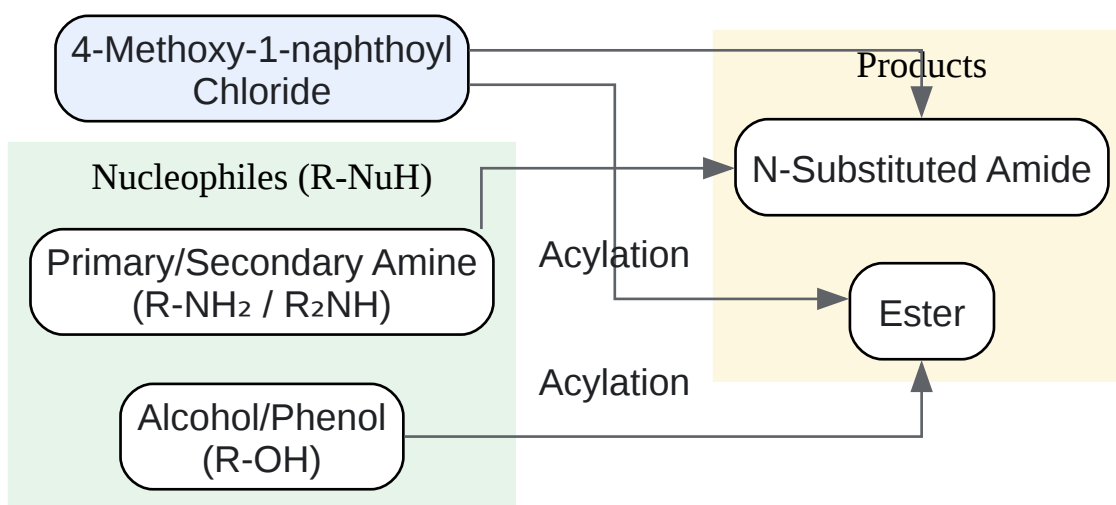 4-Methoxy-1-naphthoyl
Chloride
Products
Nucleophiles (R-NuH)
N-Substituted Amide
Primary/Secondary Amine
(R-NH₂ / R₂NH)
Acylation
Ester
Acylation
Alcohol/Phenol
(R-OH)